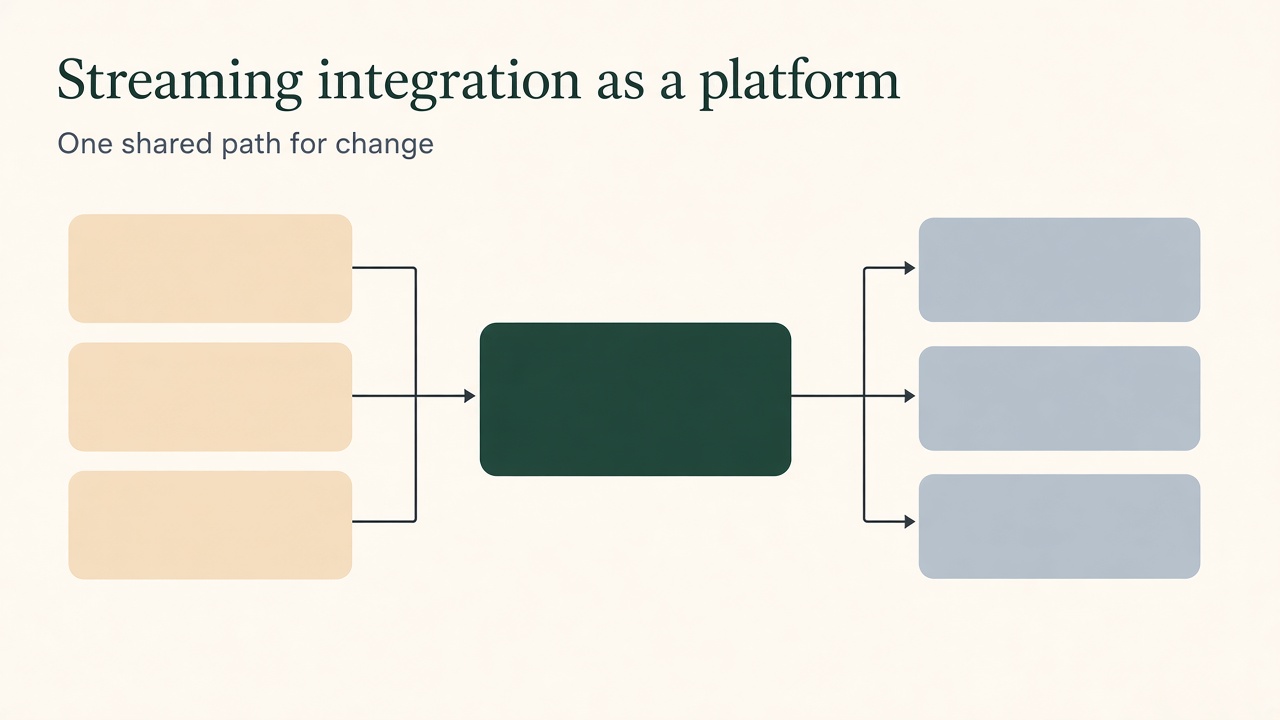 Streaming integration as a platform
One shared path for change